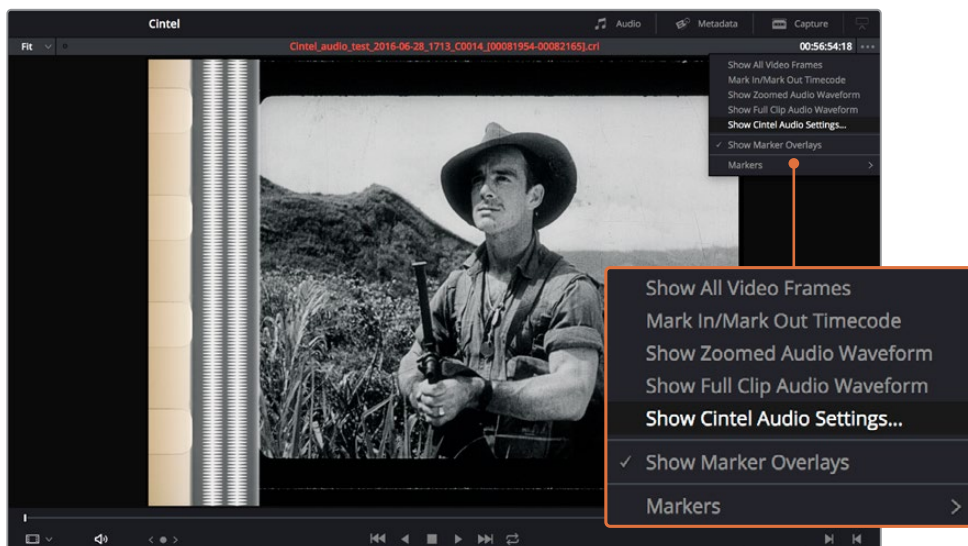 Cintel
Audio
Metadata
Capture
Fit
Cintel_audio_test_2016-06-28_1713_C0014_[00081954-00082165].cri
00:56:54:18
Show All Video Frames
Mark In/Mark Out Timecode
Show Zoomed Audio Waveform
Show Full Clip Audio Waveform
Show Cintel Audio Settings...
Show Marker Overlays
Markers
Show All Video Frames
Mark In/Mark Out Timecode
Show Zoomed Audio Waveform
Show Full Clip Audio Waveform
Show Cintel Audio Settings...
Show Marker Overlays
Markers